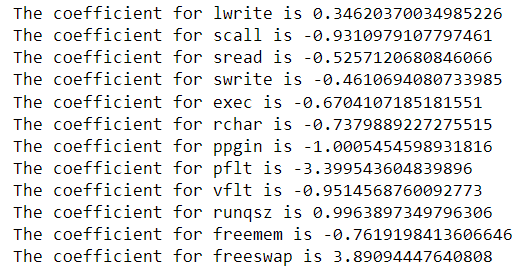 The coefficient for lwrite is 0.34620370034985226
The coefficient for scall is -0.9310979107797461
The coefficient for sread is -0.5257120680846066
The coefficient for swrite is -0.4610694080733985
The coefficient for exec is -0.6704107185181551
The coefficient for rchar is -0.7379889227275515
The coefficient for ppgin is -1.0005454598931816
The coefficient for pflt is -3.399543604839896
The coefficient for vflt is -0.9514568760092773
The coefficient for runqsz is 0.9963897349796306
The coefficient for freemem is -0.7619198413606646
The coefficient for freeswap is 3.89094447640808